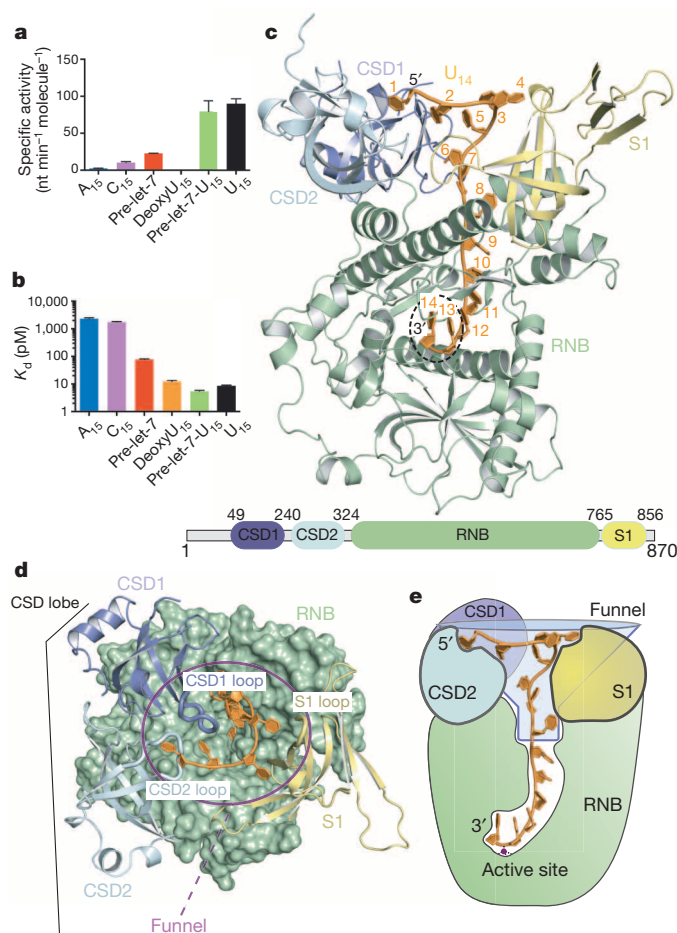 a
Specific activity
(nt min⁻¹ molecule⁻¹)
150
100
50
0
A₁₅
C₁₅
Pre-let-7
DeoxyU₁₅
Pre-let-7-U₁₅
U₁₅
b
K_d (pM)
10,000
1,000
100
10
1
A₁₅
C₁₅
Pre-let-7
DeoxyU₁₅
Pre-let-7-U₁₅
U₁₅
c
CSD1
5′
U₁₄
1
2
3
4
5
6
7
8
9
10
11
12
13
14
3′
S1
CSD2
RNB
49 240 324 765 856
CSD1 CSD2 RNB S1
1 870
d
CSD1
CSD lobe
RNB
CSD1 loop
S1 loop
CSD2 loop
S1
CSD2
Funnel
e
CSD1
Funnel
5′
CSD2
S1
RNB
3′
Active site